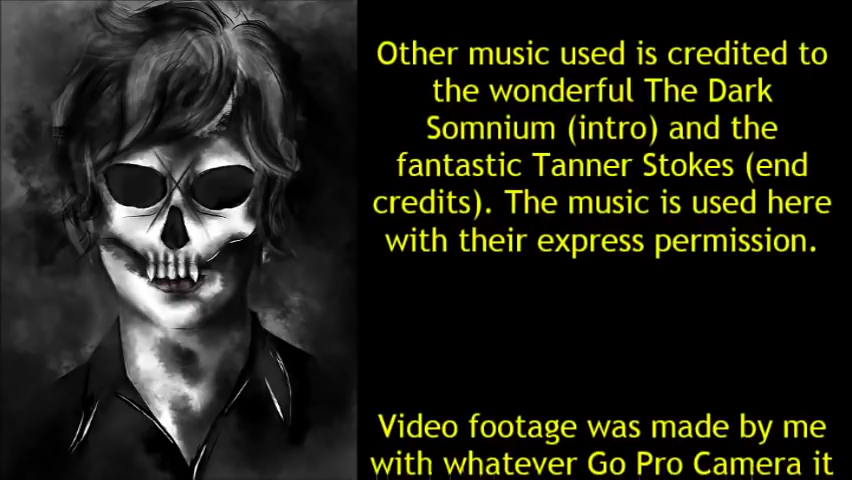 Other music used is credited to
the wonderful The Dark
Somnium (intro) and the
fantastic Tanner Stokes (end
credits). The music is used here
with their express permission.
Video footage was made by me
with whatever Go Pro Camera it